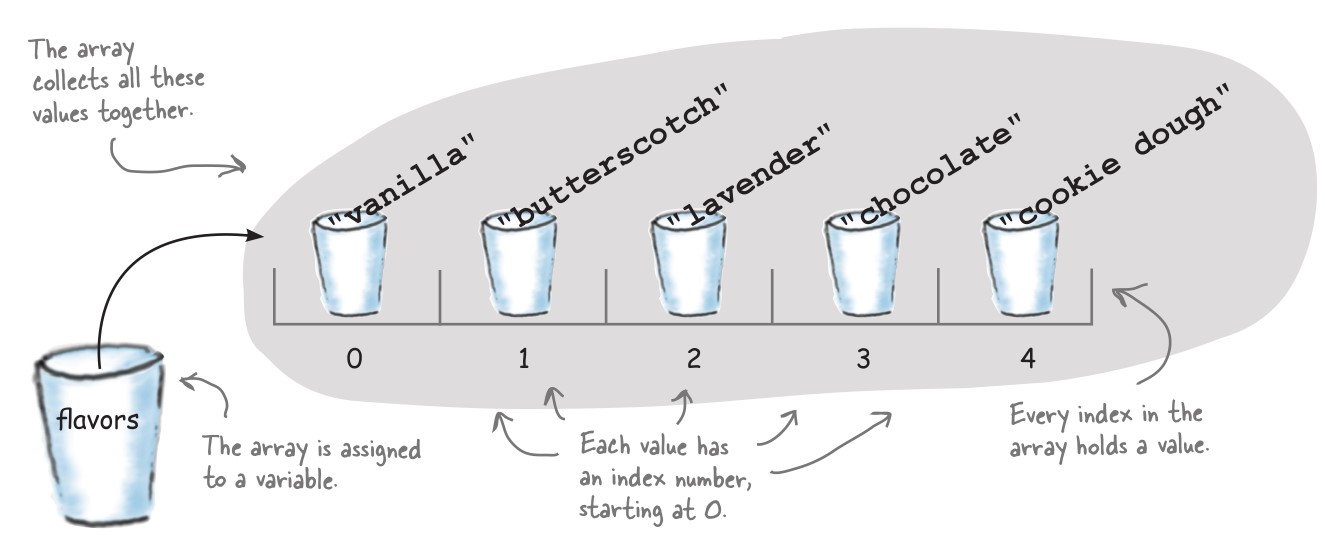 The array
collects all these
values together.
"vanilla"
"butterscotch"
"lavender"
"chocolate"
"cookie dough"
0 1 2 3 4
flavors
The array is assigned
to a variable.
Each value has
an index number,
starting at 0.
Every index in the
array holds a value.